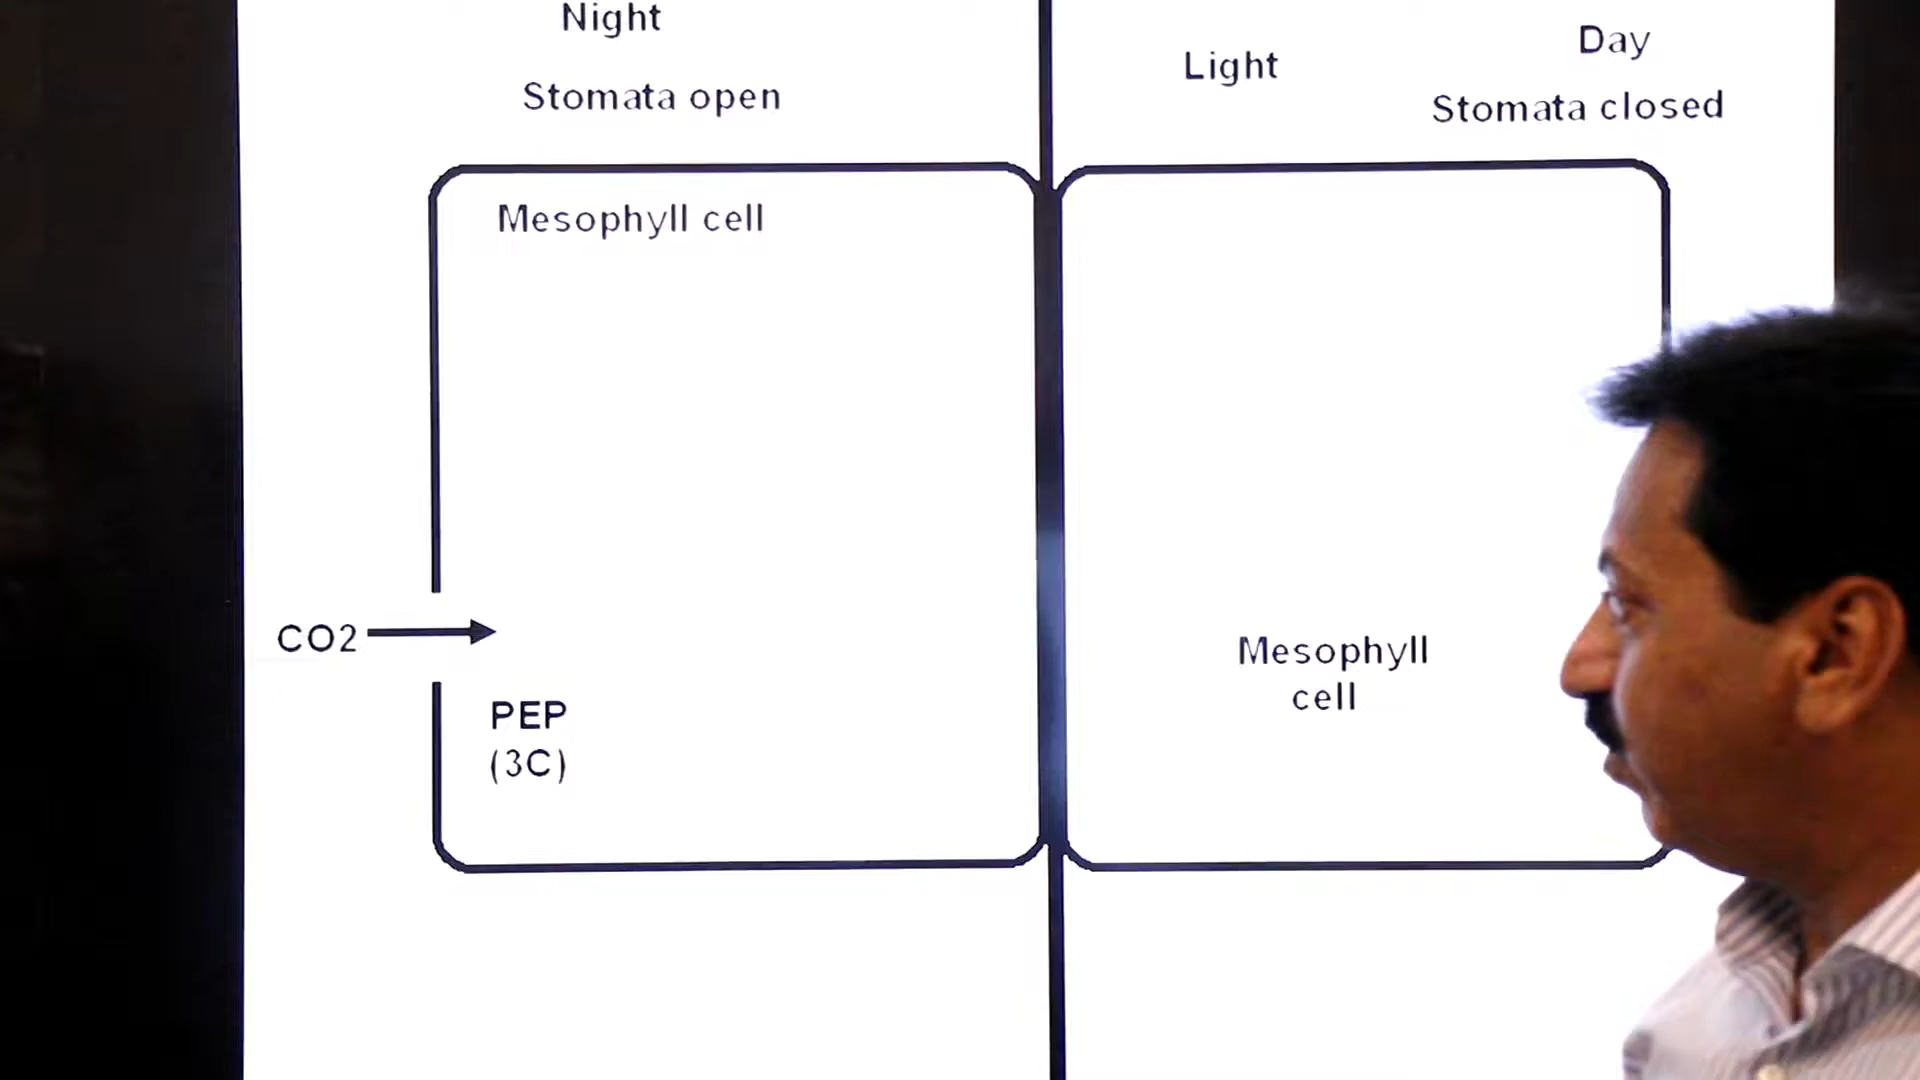 Night
Stomata open
Mesophyll cell
CO2
PEP
(3C)
Light
Day
Stomata closed
Mesophyll
cell